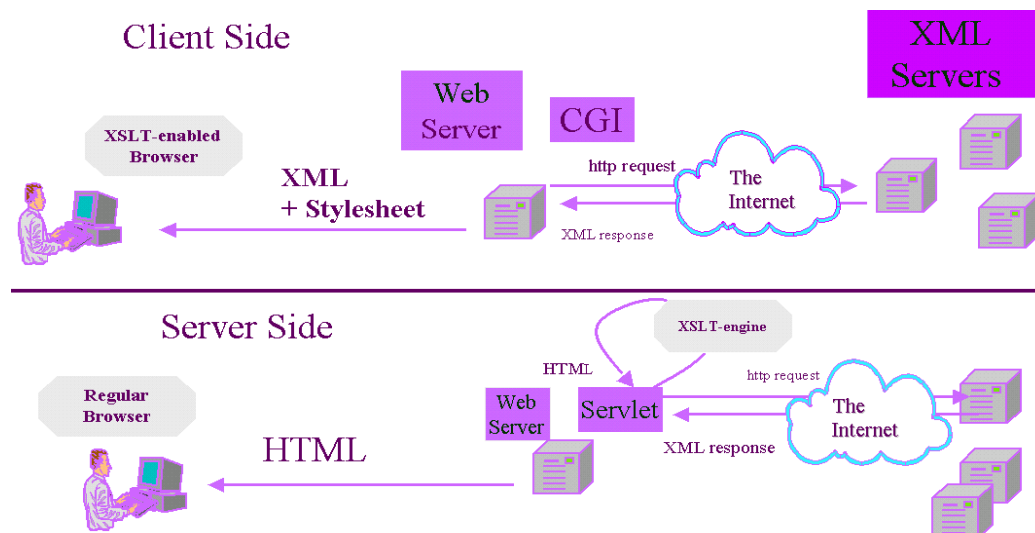 Client Side
XML
Servers
Web
Server
CGI
XSLT-enabled
Browser
http request
XML
+ Stylesheet
The
Internet
XML response
Server Side
XSLT-engine
HTML
http request
Regular
Browser
Web
Server
Servlet
The
Internet
XML response
HTML